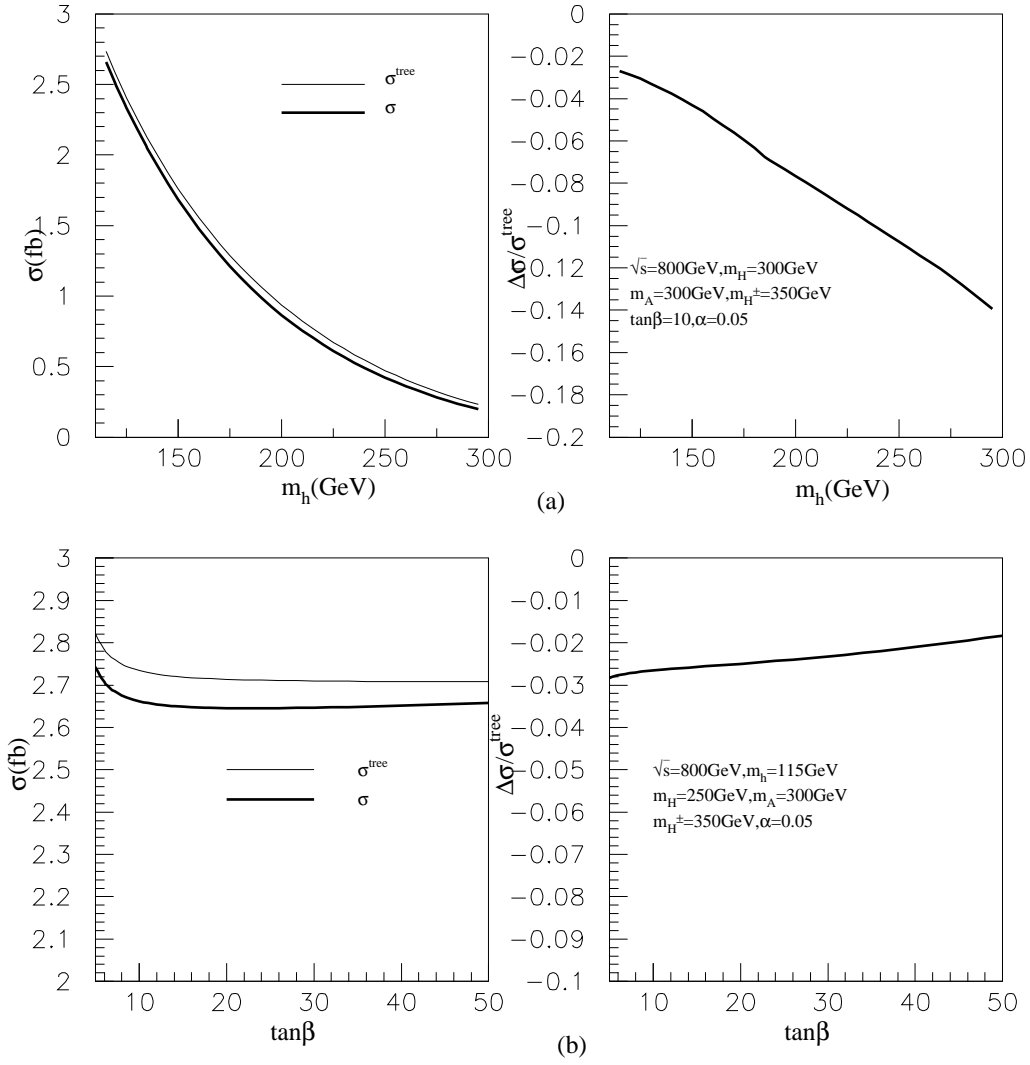 3
2.5
2
1.5
1
0.5
0
σ(fb)
σ^tree
σ
150
200
250
300
m_h(GeV)
0
−0.02
−0.04
−0.06
−0.08
−0.1
−0.12
−0.14
−0.16
−0.18
−0.2
Δσ/σ^tree
√s=800GeV,m_H=300GeV
m_A=300GeV,m_H^±=350GeV
tanβ=10,α=0.05
150
200
250
300
m_h(GeV)
(a)
3
2.9
2.8
2.7
2.6
2.5
2.4
2.3
2.2
2.1
2
σ(fb)
σ^tree
σ
10
20
30
40
50
tanβ
0
−0.01
−0.02
−0.03
−0.04
−0.05
−0.06
−0.07
−0.08
−0.09
−0.1
Δσ/σ^tree
√s=800GeV,m_h=115GeV
m_H=250GeV,m_A=300GeV
m_H^±=350GeV,α=0.05
10
20
30
40
50
tanβ
(b)